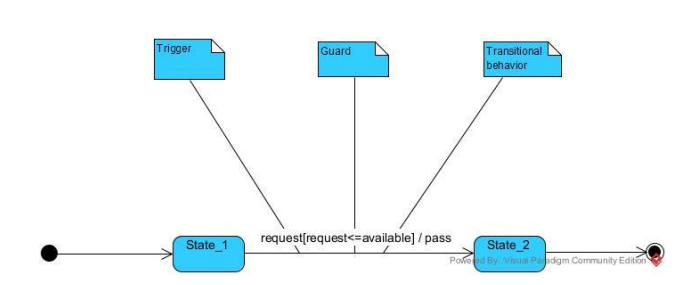 Trigger
Guard
Transitional
behavior
request[request<=available] / pass
State_1
State_2
Powered By: Visual Paradigm Community Edition